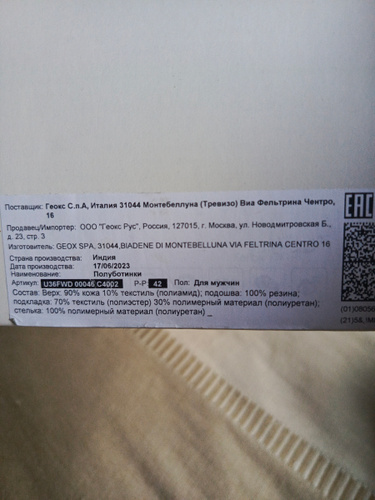 Поставщик: Геокс С.п.А, Италия 31044 Монтебеллуна (Тревизо) Виа Фельтрина Чентро,
16
Продавец/Импортер: ООО "Геокс Рус", Россия, 127015, г. Москва, ул. Новодмитровская Б.,
д. 23, стр. 3
Изготовитель: GEOX SPA, 31044,BIADENE DI MONTEBELLUNA VIA FELTRINA CENTRO 16
Страна производства: Индия
Дата производства: 17/06/2023
Наименование: Полуботинки
Артикул: U36FWD 00046 C4002 Р-Р: 42 Пол: Для мужчин
Состав: Верх: 90% кожа 10% текстиль (полиамид); подошва: 100% резина;
подкладка: 70% текстиль (полиэстер) 30% полимерный материал (полиуретан);
стелька: 100% полимерный материал (полиуретан) _
EAC